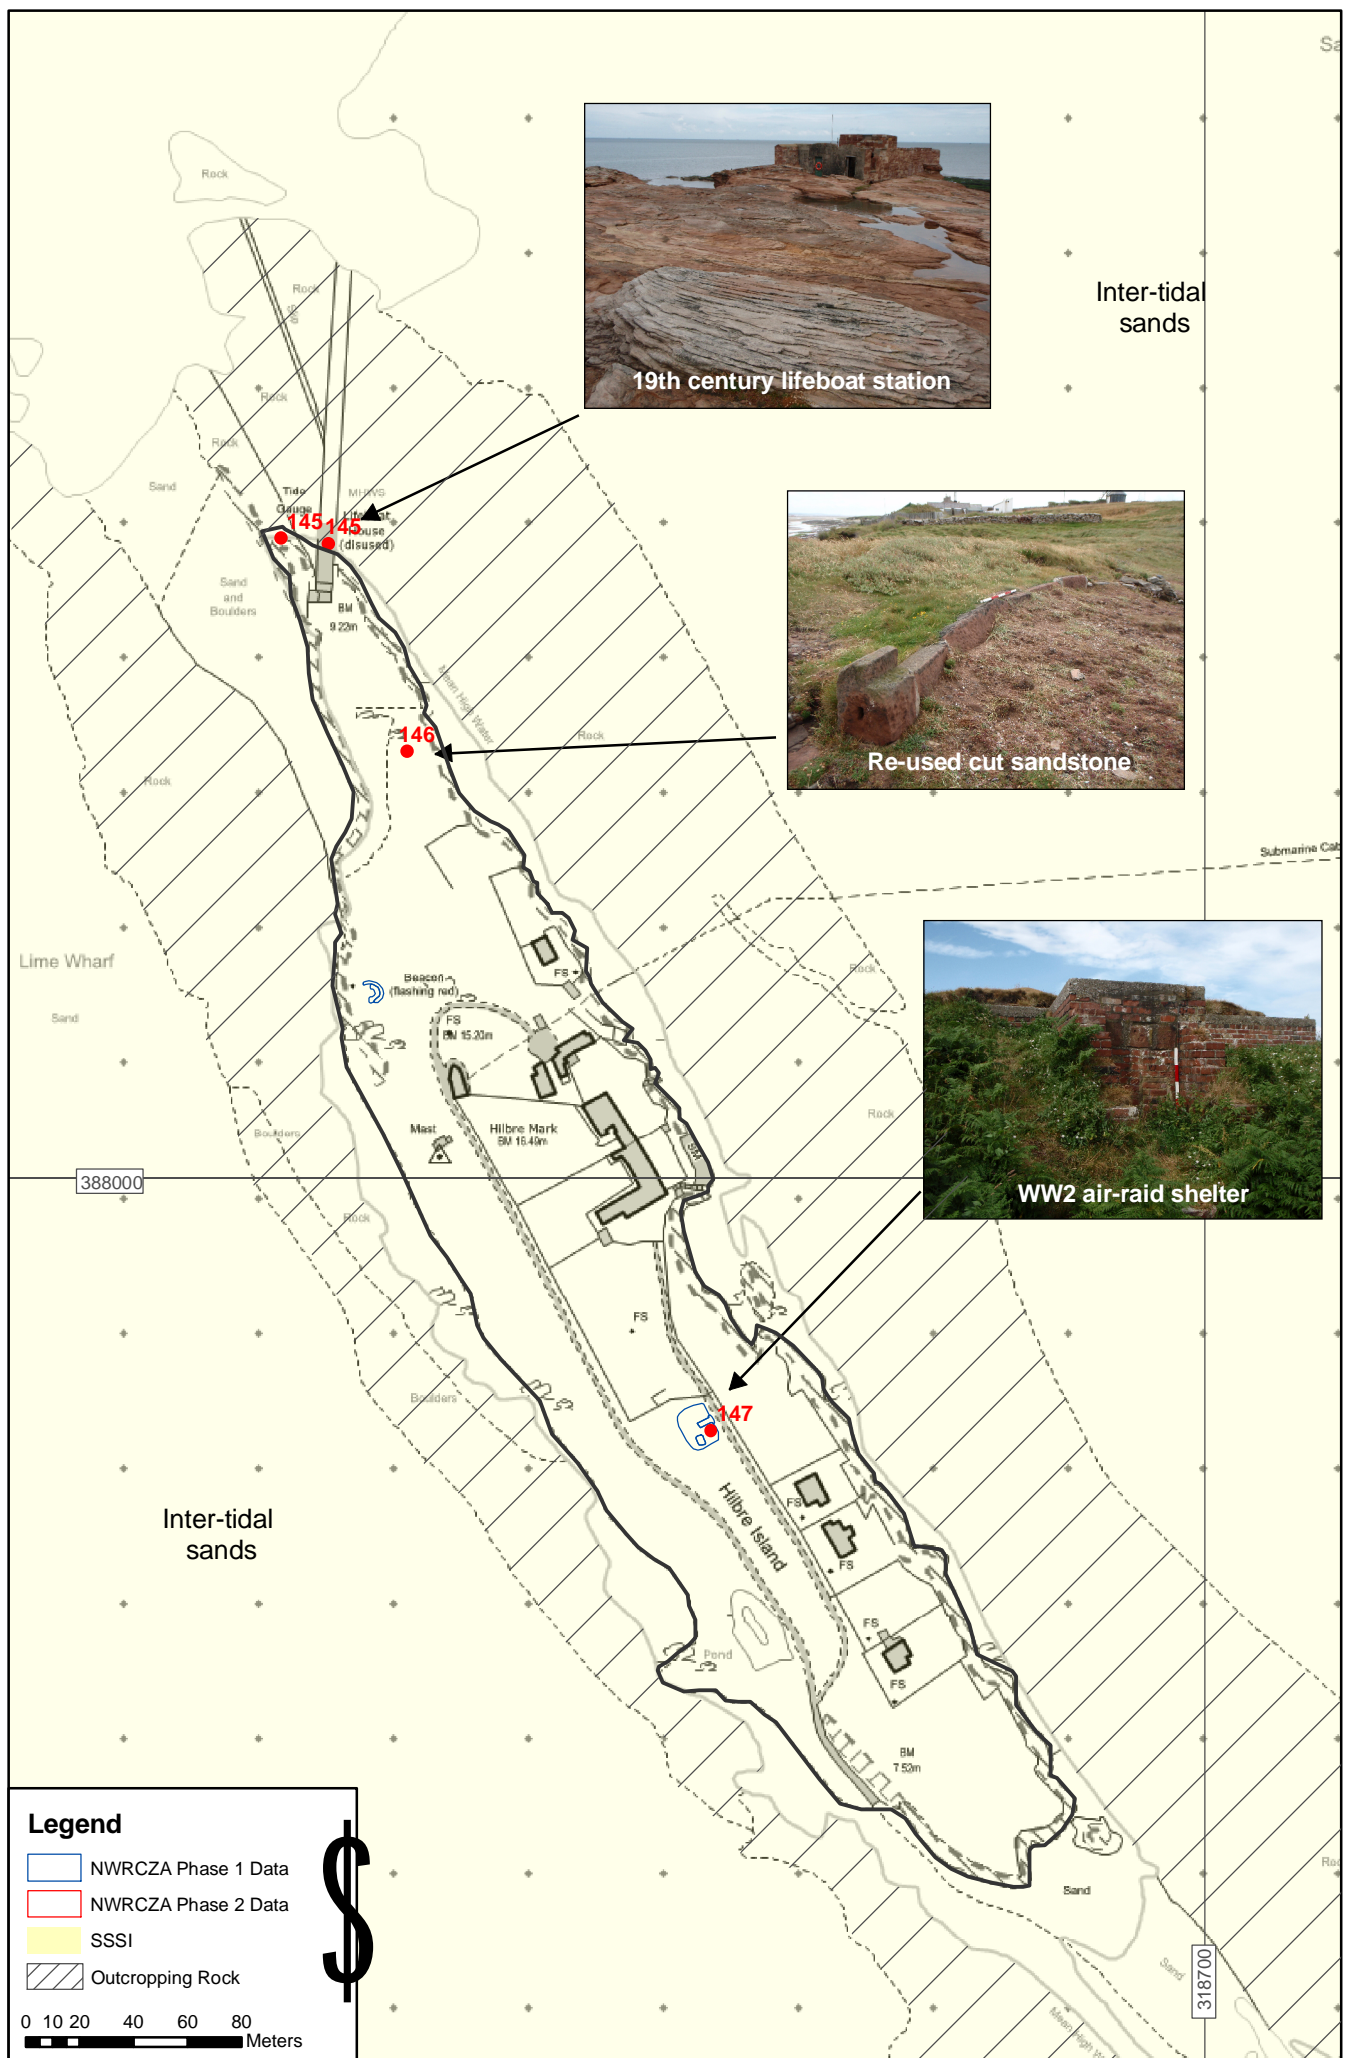 Sa
Rock
Inter-tidal
sands
Rock
19th century lifeboat station
Rock
Rock
Sand
Tide
Gauge
MHWS
Lifeboat
House
(disused)
145
145
Sand
and
Boulders
BM
9.22m
Mean High Water
146
Rock
Re-used cut sandstone
Rock
Submarine Cab
Lime Wharf
Sand
Beacon
(flashing red)
FS
Rock
FS
BM 15.20m
Boulders
Mast
Hilbre Mark
BM 16.49m
Rock
WW2 air-raid shelter
388000
Rock
FS
Boulders
147
Hilbre Island
FS
FS
Inter-tidal
sands
FS
Pond
FS
BM
7.52m
Sand
Roc
Sand
318700
Mean High W
Legend
NWRCZA Phase 1 Data
NWRCZA Phase 2 Data
SSSI
Outcropping Rock
$
0 10 20 40 60 80
Meters